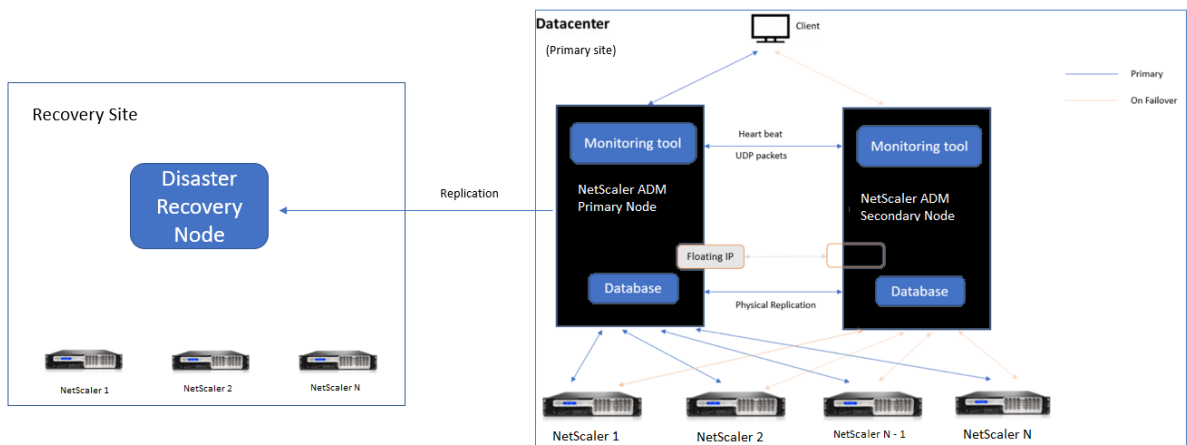 Datacenter
(Primary site)
Client
Primary
On Failover
Recovery Site
Disaster
Recovery
Node
Replication
Monitoring tool
Heart beat
UDP packets
Monitoring tool
NetScaler ADM
Primary Node
NetScaler ADM
Secondary Node
Floating IP
Database
Physical Replication
Database
NetScaler 1
NetScaler 2
NetScaler N
NetScaler 1
NetScaler 2
NetScaler N - 1
NetScaler N